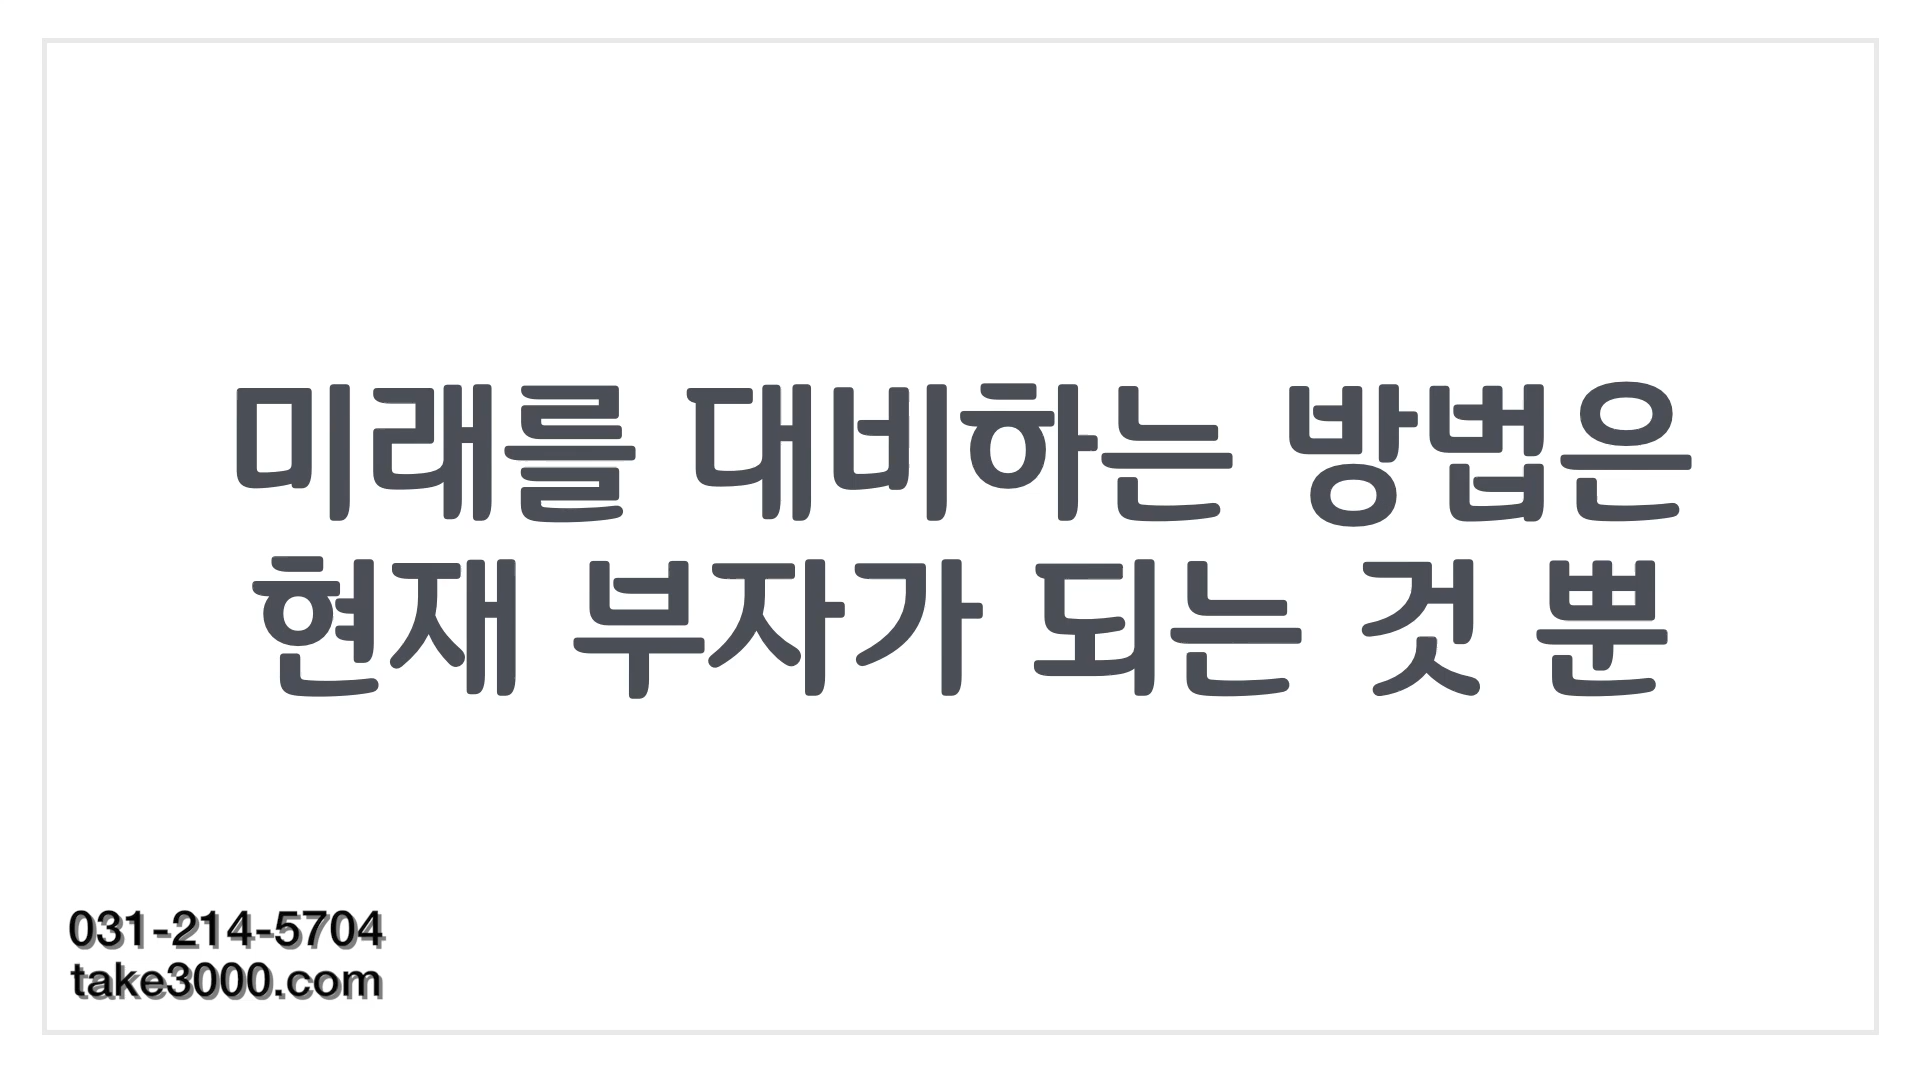 미래를 대비하는 방법은
현재 부자가 되는 것 뿐
031-214-5704
take3000.com